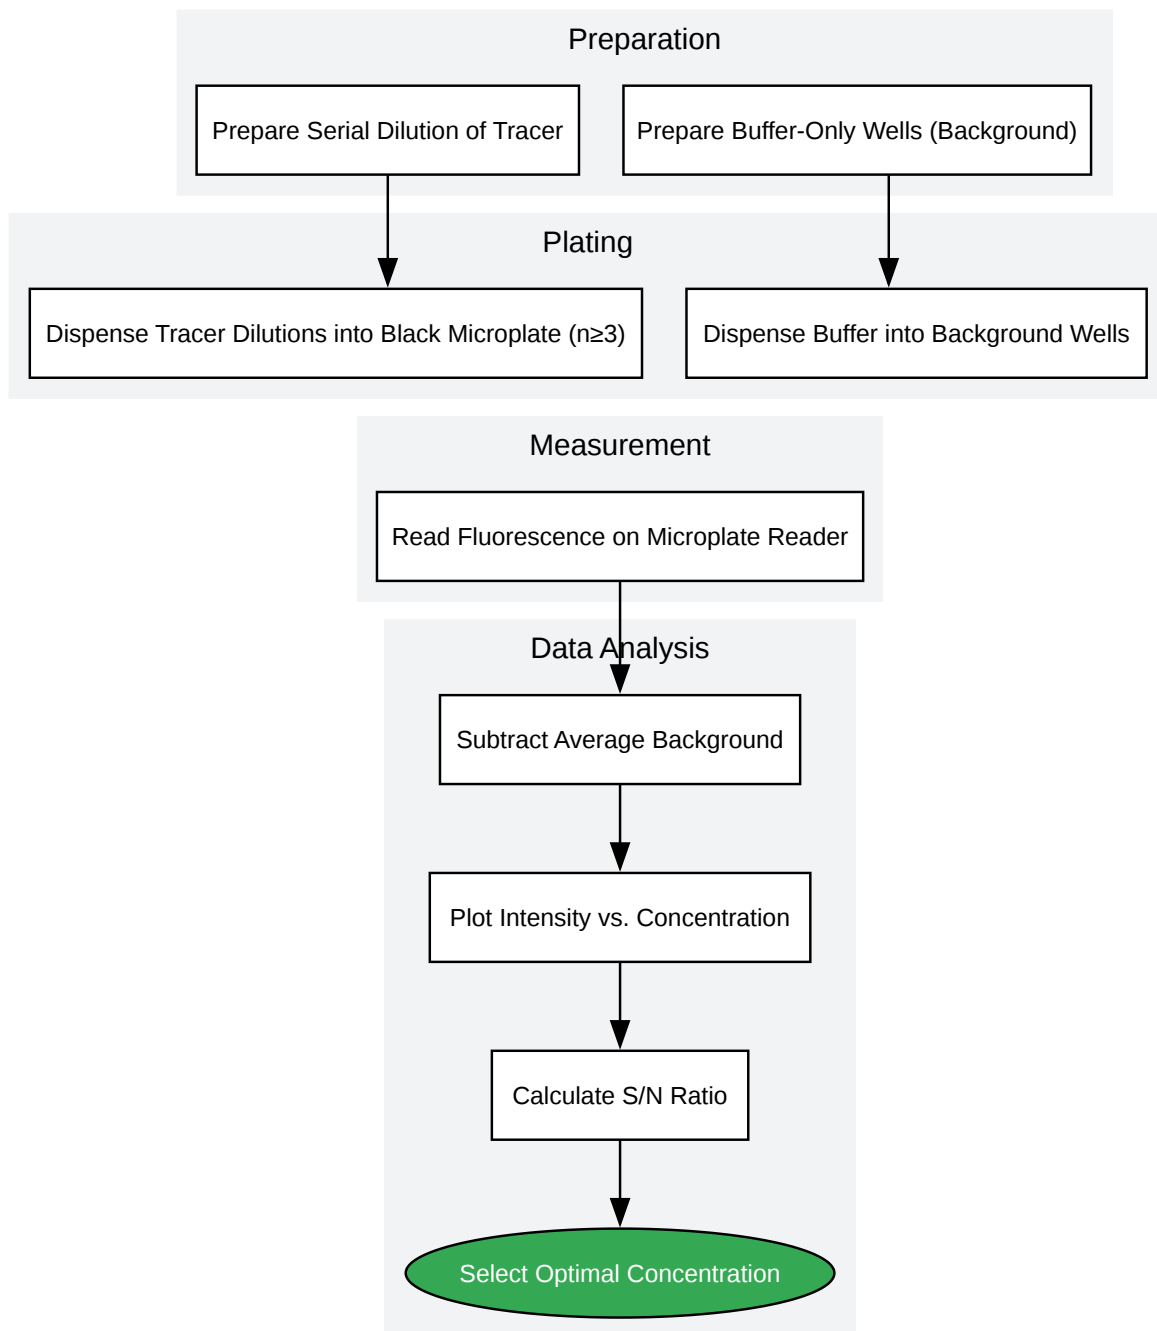 Preparation
Prepare Serial Dilution of Tracer
Prepare Buffer-Only Wells (Background)
Plating
Dispense Tracer Dilutions into Black Microplate (n≥3)
Dispense Buffer into Background Wells
Measurement
Read Fluorescence on Microplate Reader
Data Analysis
Subtract Average Background
Plot Intensity vs. Concentration
Calculate S/N Ratio
Select Optimal Concentration